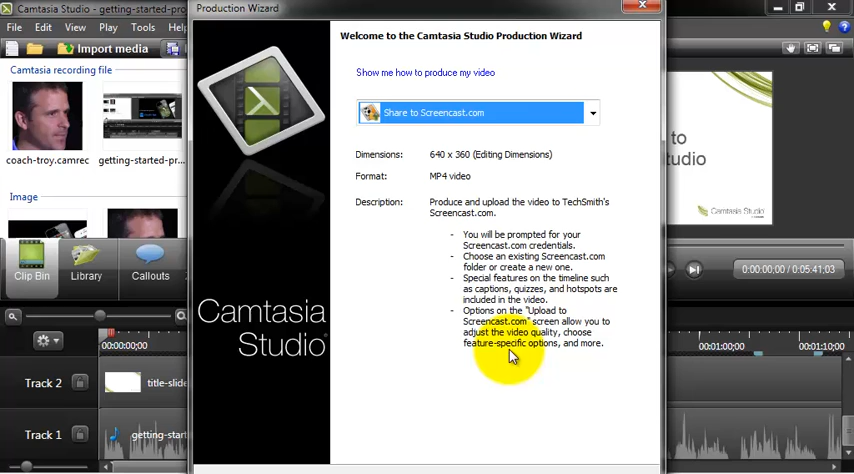 Camtasia Studio - getting-started-pro
Production Wizard
File Edit View Play Tools Help
Import media
Camtasia recording file
coach-troy.camrec
getting-started-pr...
Image
Clip Bin
Library
Callouts
Welcome to the Camtasia Studio Production Wizard
Show me how to produce my video
Share to Screencast.com
Dimensions: 640 x 360 (Editing Dimensions)
Format: MP4 video
Description: Produce and upload the video to TechSmith's
Screencast.com.
- You will be prompted for your
Screencast.com credentials.
- Choose an existing Screencast.com
folder or create a new one.
- Special features on the timeline such
as captions, quizzes, and hotspots are
included in the video.
- Options on the "Upload to
Screencast.com" screen allow you to
adjust the video quality, choose
feature-specific options, and more.
Camtasia
Studio
to
tudio
Camtasia Studio
0:00:00;00 / 0:05:41;03
00:00:00;00
00:01:00;00
00:01:10;00
Track 2
title-slide
Track 1
getting-start